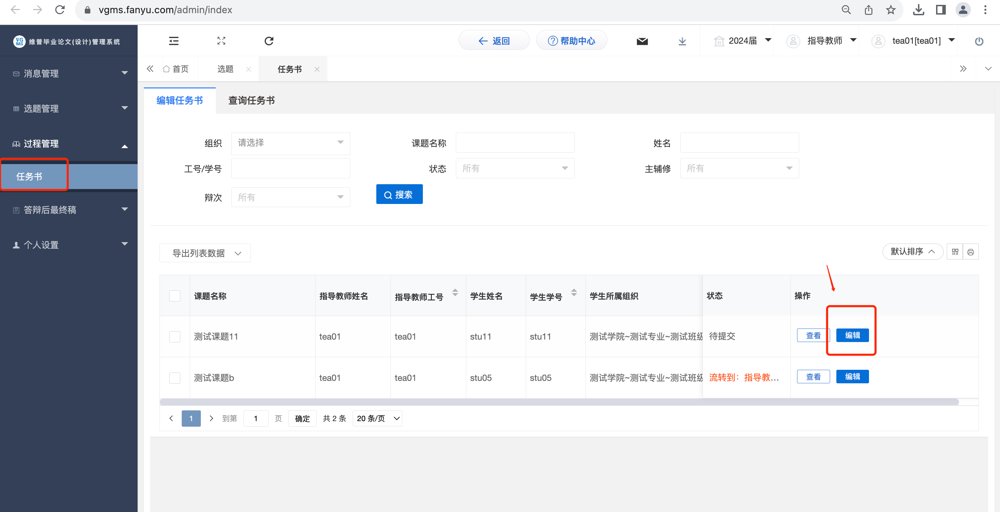 vgms.fanyu.com/admin/index
VGMS 维普毕业论文(设计)管理系统
返回
帮助中心
2024届
指导教师
tea01[tea01]
首页
选题
任务书
消息管理
选题管理
过程管理
任务书
答辩后最终稿
个人设置
编辑任务书
查询任务书
组织 请选择
课题名称
姓名
工号/学号
状态 所有
主辅修 所有
辩次 所有
搜索
导出列表数据
默认排序
课题名称 指导教师姓名 指导教师工号 学生姓名 学生学号 学生所属组织 状态 操作
测试课题11 tea01 tea01 stu11 stu11 测试学院~测试专业~测试班级 待提交 查看 编辑
测试课题b tea01 tea01 stu05 stu05 测试学院~测试专业~测试班级 流转到：指导教... 查看 编辑
1 到第 1 页 确定 共 2 条 20 条/页